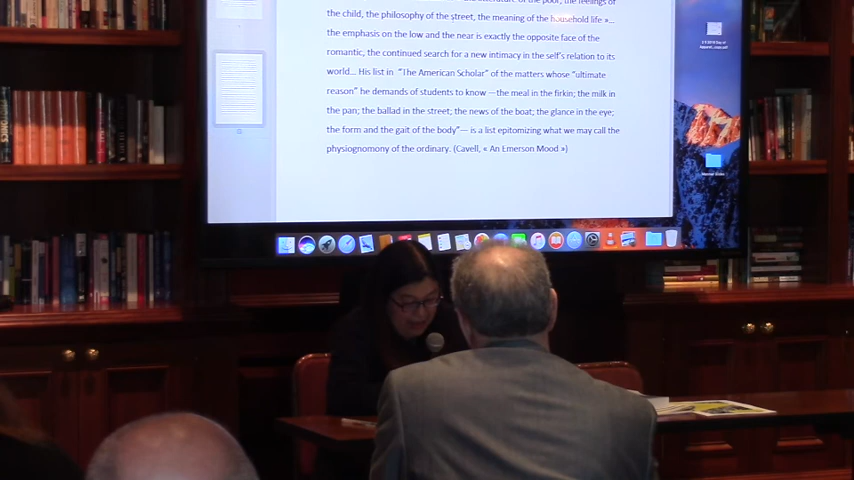 the child, the philosophy of the street, the meaning of the household life »...
the emphasis on the low and the near is exactly the opposite face of the
romantic, the continued search for a new intimacy in the self's relation to its
world... His list in "The American Scholar" of the matters whose "ultimate
reason" he demands of students to know —the meal in the firkin; the milk in
the pan; the ballad in the street; the news of the boat; the glance in the eye;
the form and the gait of the body"— is a list epitomizing what we may call the
physiognomony of the ordinary. (Cavell, « An Emerson Mood »)